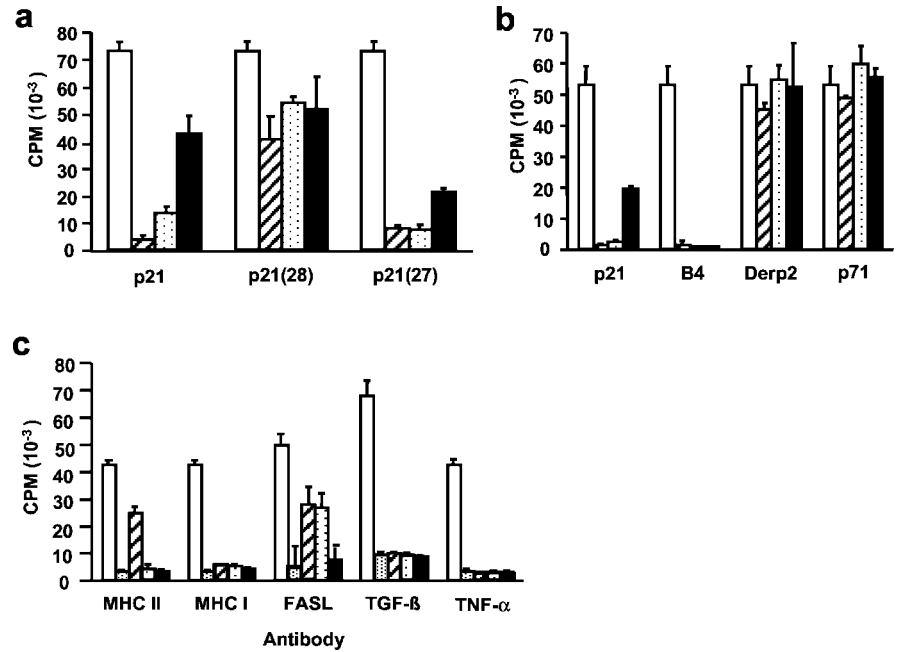 a
80
70
60
50
40
30
20
10
0
CPM (10⁻³)
p21 p21(28) p21(27)
b
70
60
50
40
30
20
10
0
CPM (10⁻³)
p21 B4 Derp2 p71
c
80
70
60
50
40
30
20
10
0
CPM (10⁻³)
MHC II MHC I FASL TGF-ß TNF-α
Antibody